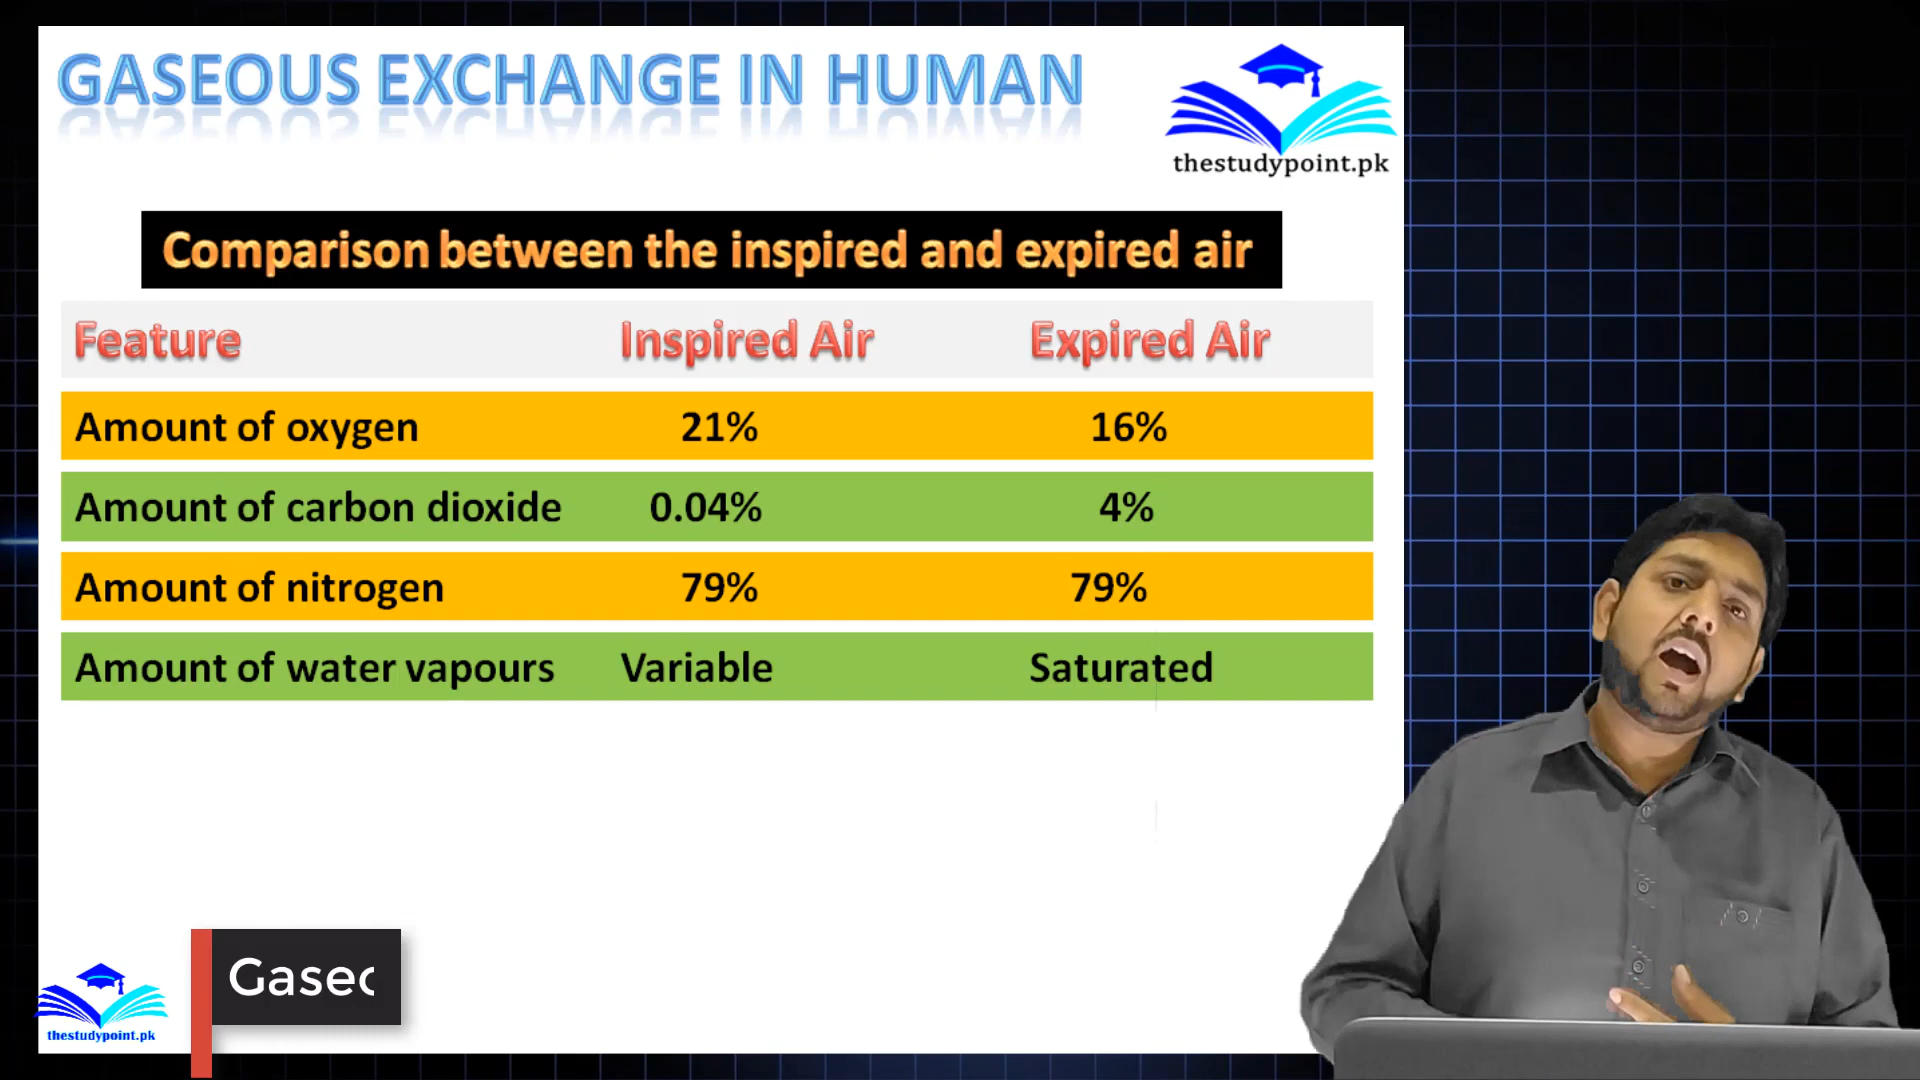 GASEOUS EXCHANGE IN HUMAN
thestudypoint.pk
Comparison between the inspired and expired air
Feature Inspired Air Expired Air
Amount of oxygen 21% 16%
Amount of carbon dioxide 0.04% 4%
Amount of nitrogen 79% 79%
Amount of water vapours Variable Saturated
thestudypoint.pk